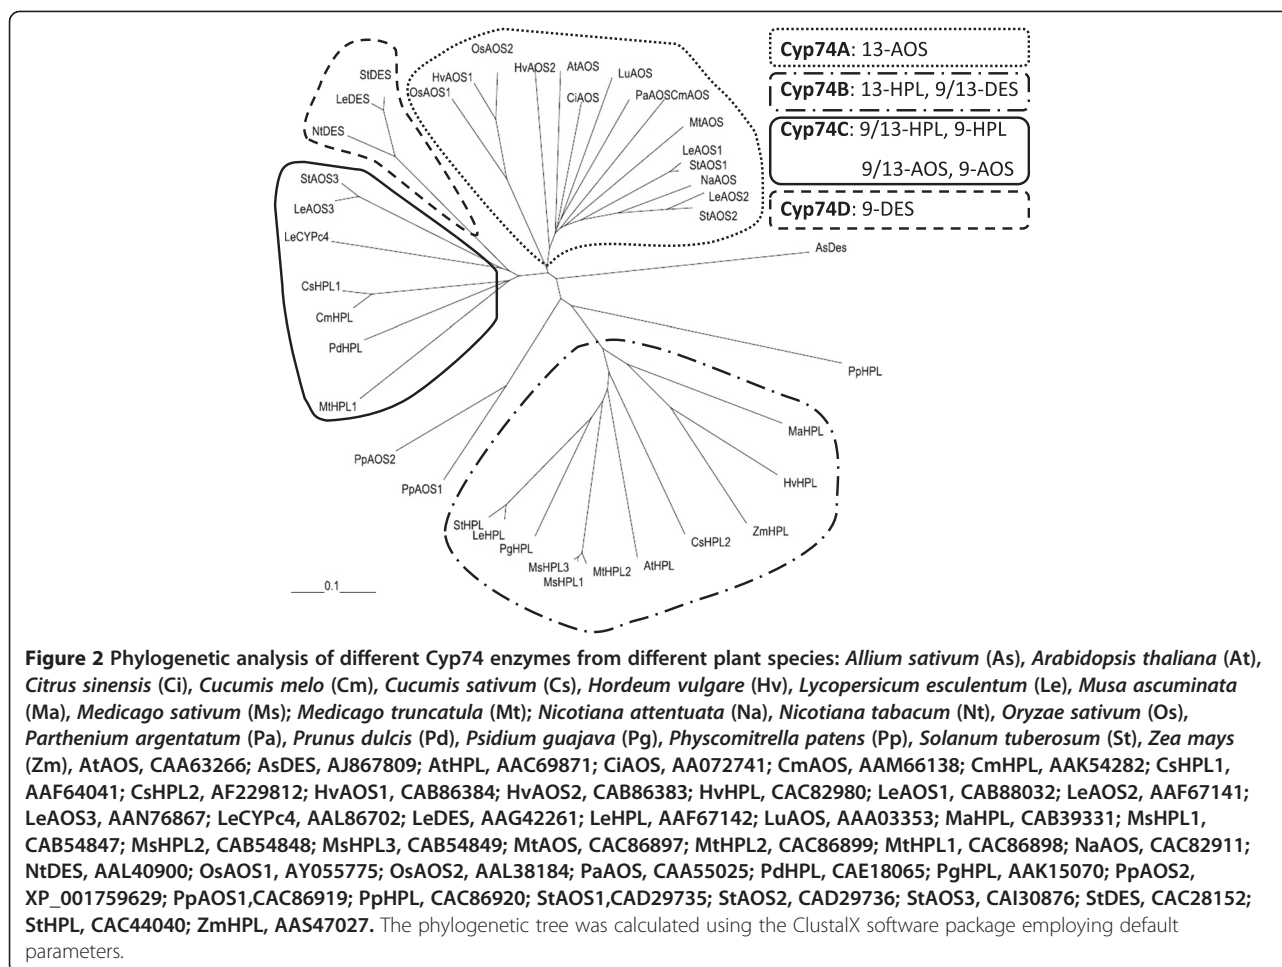 OsAOS2
HvAOS1
OsAOS1
HvAOS2
AtAOS
CiAOS
LuAOS
PaAOSCmAOS
MtAOS
LeAOS1
StAOS1
NaAOS
LeAOS2
StAOS2
StDES
LeDES
NtDES
StAOS3
LeAOS3
LeCYPc4
CsHPL1
CmHPL
PdHPL
MtHPL1
PpAOS2
PpAOS1
AsDes
PpHPL
MaHPL
HvHPL
ZmHPL
CsHPL2
AtHPL
MtHPL2
MsHPL3
MsHPL1
PgHPL
StHPL
LeHPL
0.1
Cyp74A: 13-AOS
Cyp74B: 13-HPL, 9/13-DES
Cyp74C: 9/13-HPL, 9-HPL
9/13-AOS, 9-AOS
Cyp74D: 9-DES
Figure 2 Phylogenetic analysis of different Cyp74 enzymes from different plant species: Allium sativum (As), Arabidopsis thaliana (At),
Citrus sinensis (Ci), Cucumis melo (Cm), Cucumis sativum (Cs), Hordeum vulgare (Hv), Lycopersicum esculentum (Le), Musa ascuminata
(Ma), Medicago sativum (Ms); Medicago truncatula (Mt); Nicotiana attentuata (Na), Nicotiana tabacum (Nt), Oryzae sativum (Os),
Parthenium argentatum (Pa), Prunus dulcis (Pd), Psidium guajava (Pg), Physcomitrella patens (Pp), Solanum tuberosum (St), Zea mays
(Zm), AtAOS, CAA63266; AsDES, AJ867809; AtHPL, AAC69871; CiAOS, AA072741; CmAOS, AAM66138; CmHPL, AAK54282; CsHPL1,
AAF64041; CsHPL2, AF229812; HvAOS1, CAB86384; HvAOS2, CAB86383; HvHPL, CAC82980; LeAOS1, CAB88032; LeAOS2, AAF67141;
LeAOS3, AAN76867; LeCYPc4, AAL86702; LeDES, AAG42261; LeHPL, AAF67142; LuAOS, AAA03353; MaHPL, CAB39331; MsHPL1,
CAB54847; MsHPL2, CAB54848; MsHPL3, CAB54849; MtAOS, CAC86897; MtHPL2, CAC86899; MtHPL1, CAC86898; NaAOS, CAC82911;
NtDES, AAL40900; OsAOS1, AY055775; OsAOS2, AAL38184; PaAOS, CAA55025; PdHPL, CAE18065; PgHPL, AAK15070; PpAOS2,
XP_001759629; PpAOS1,CAC86919; PpHPL, CAC86920; StAOS1,CAD29735; StAOS2, CAD29736; StAOS3, CAI30876; StDES, CAC28152;
StHPL, CAC44040; ZmHPL, AAS47027. The phylogenetic tree was calculated using the ClustalX software package employing default
parameters.